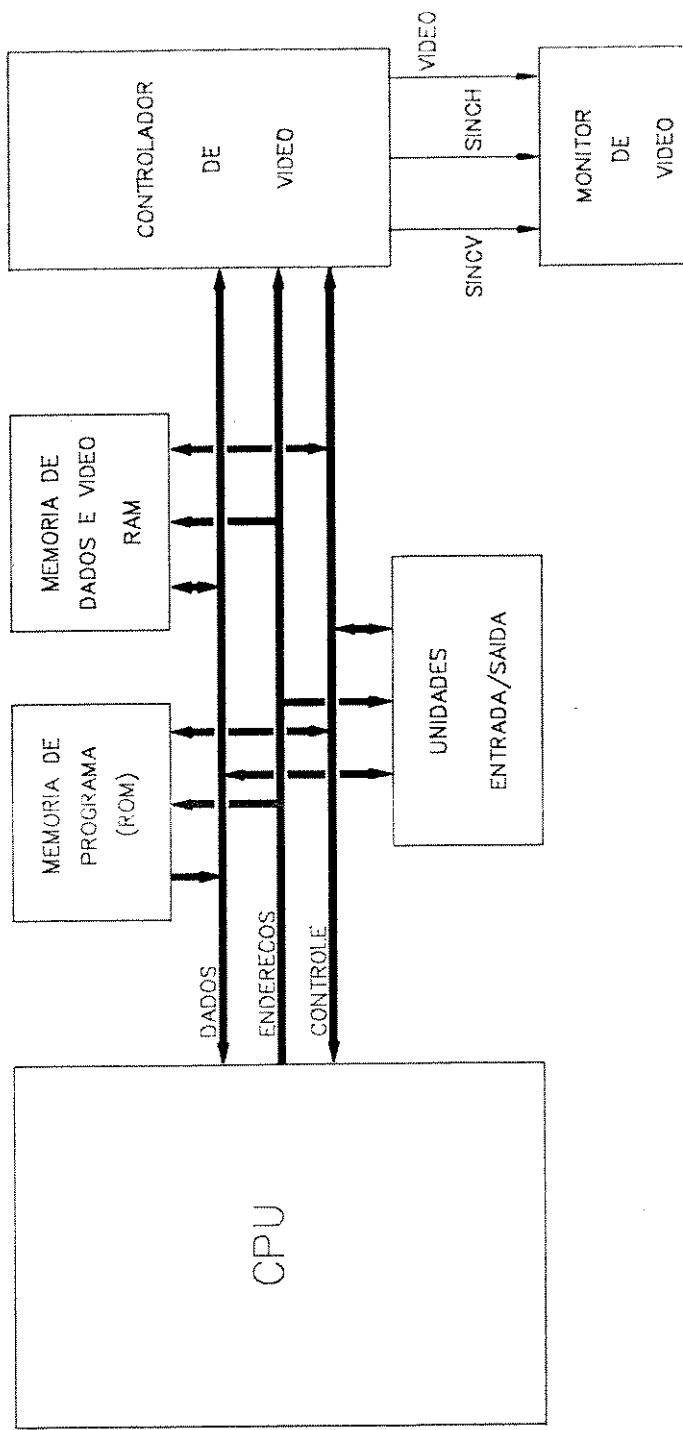 CPU
DADOS
ENDERECOS
CONTROLE
MEMORIA DE
PROGRAMA
(ROM)
MEMORIA DE
DADOS E VIDEO
RAM
UNIDADES
ENTRADA/SAIDA
CONTROLADOR
DE
VIDEO
SINCV
SINCH
VIDEO
MONITOR
DE
VIDEO